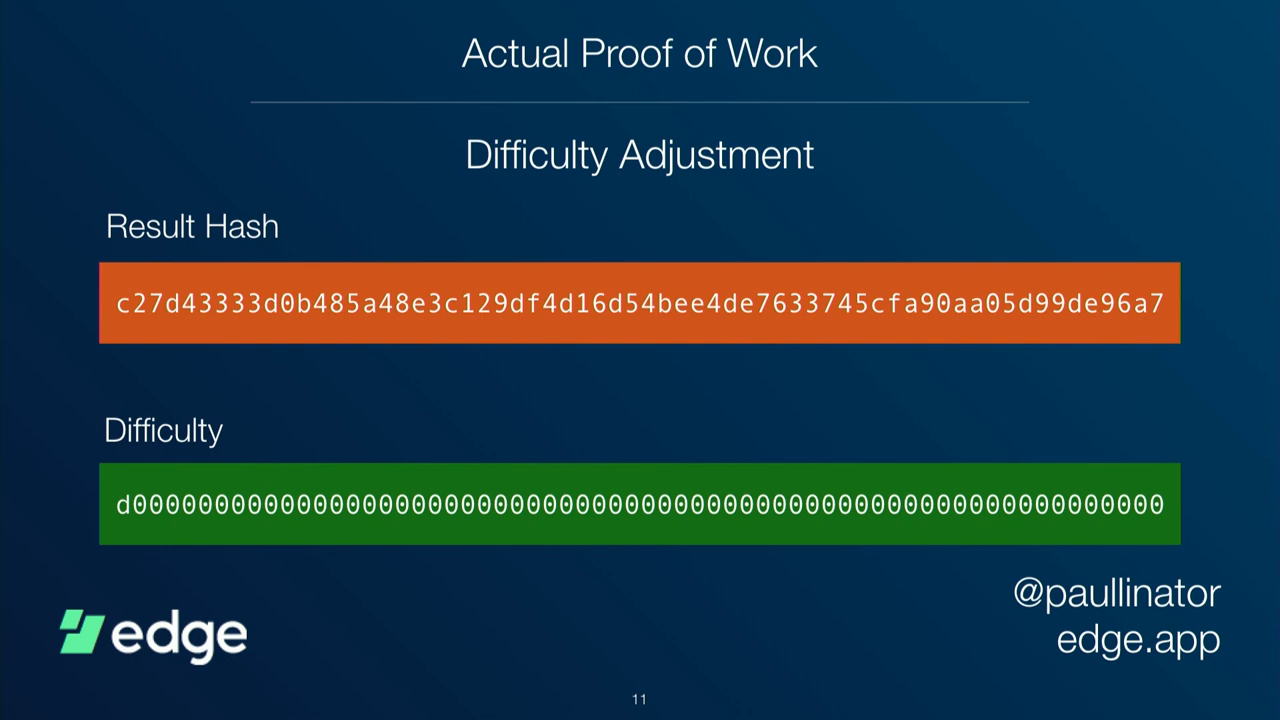 Actual Proof of Work
Difficulty Adjustment
Result Hash
c27d43333d0b485a48e3c129df4d16d54bee4de7633745cfa90aa05d99de96a7
Difficulty
d000000000000000000000000000000000000000000000000000000000000000
@paullinator
edge
edge.app
11